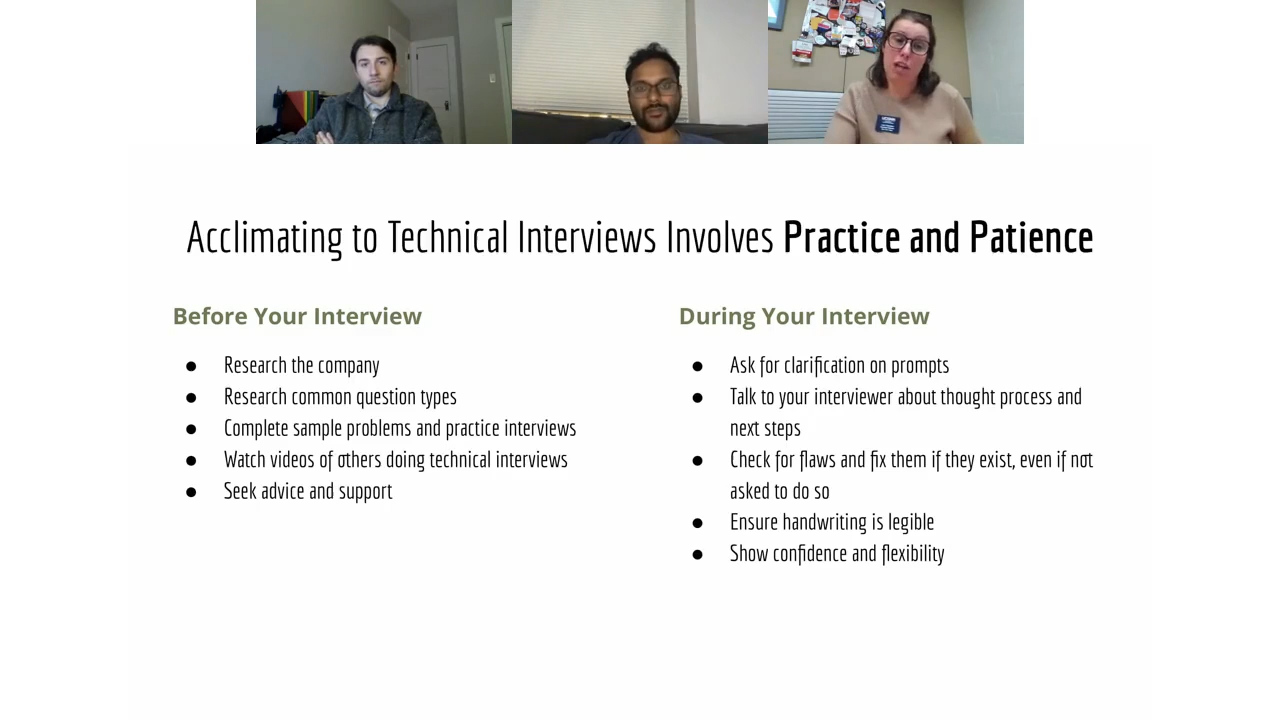 UCONN
Acclimating to Technical Interviews Involves Practice and Patience
Before Your Interview
● Research the company
● Research common question types
● Complete sample problems and practice interviews
● Watch videos of others doing technical interviews
● Seek advice and support
During Your Interview
● Ask for clarification on prompts
● Talk to your interviewer about thought process and
next steps
● Check for flaws and fix them if they exist, even if not
asked to do so
● Ensure handwriting is legible
● Show confidence and flexibility